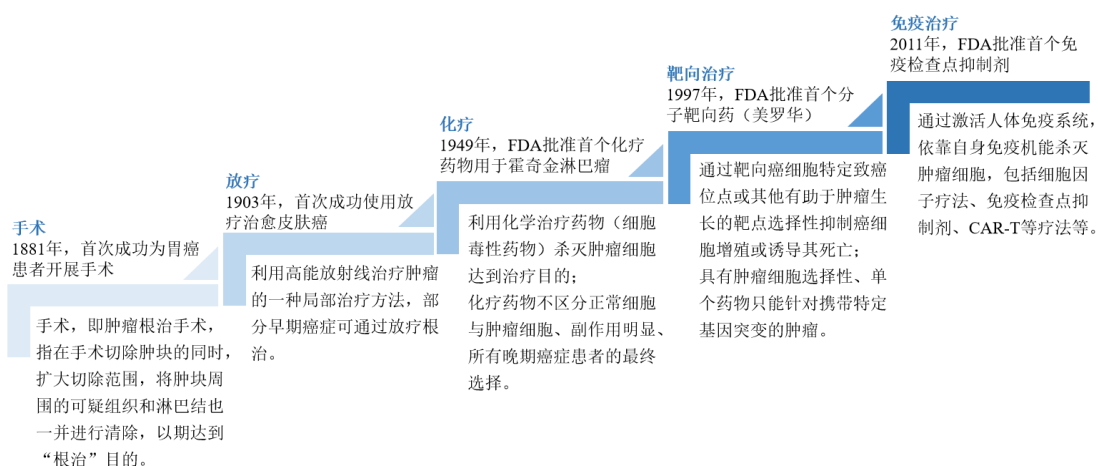 手术
1881年，首次成功为胃癌
患者开展手术
手术，即肿瘤根治手术，
指在手术切除肿块的同时，
扩大切除范围，将肿块周
围的可疑组织和淋巴结也
一并进行清除，以期达到
“根治”目的。
放疗
1903年，首次成功使用放
疗治愈皮肤癌
利用高能放射线治疗肿瘤
的一种局部治疗方法，部
分早期癌症可通过放疗根
治。
化疗
1949年，FDA批准首个化疗
药物用于霍奇金淋巴瘤
利用化学治疗药物（细胞
毒性药物）杀灭肿瘤细胞
达到治疗目的；
化疗药物不区分正常细胞
与肿瘤细胞、副作用明显、
所有晚期癌症患者的最终
选择。
靶向治疗
1997年，FDA批准首个分
子靶向药（美罗华）
通过靶向癌细胞特定致癌
位点或其他有助于肿瘤生
长的靶点选择性抑制癌细
胞增殖或诱导其死亡；
具有肿瘤细胞选择性、单
个药物只能针对携带特定
基因突变的肿瘤。
免疫治疗
2011年，FDA批准首个免
疫检查点抑制剂
通过激活人体免疫系统，
依靠自身免疫机能杀灭
肿瘤细胞，包括细胞因
子疗法、免疫检查点抑
制剂、CAR-T等疗法等。